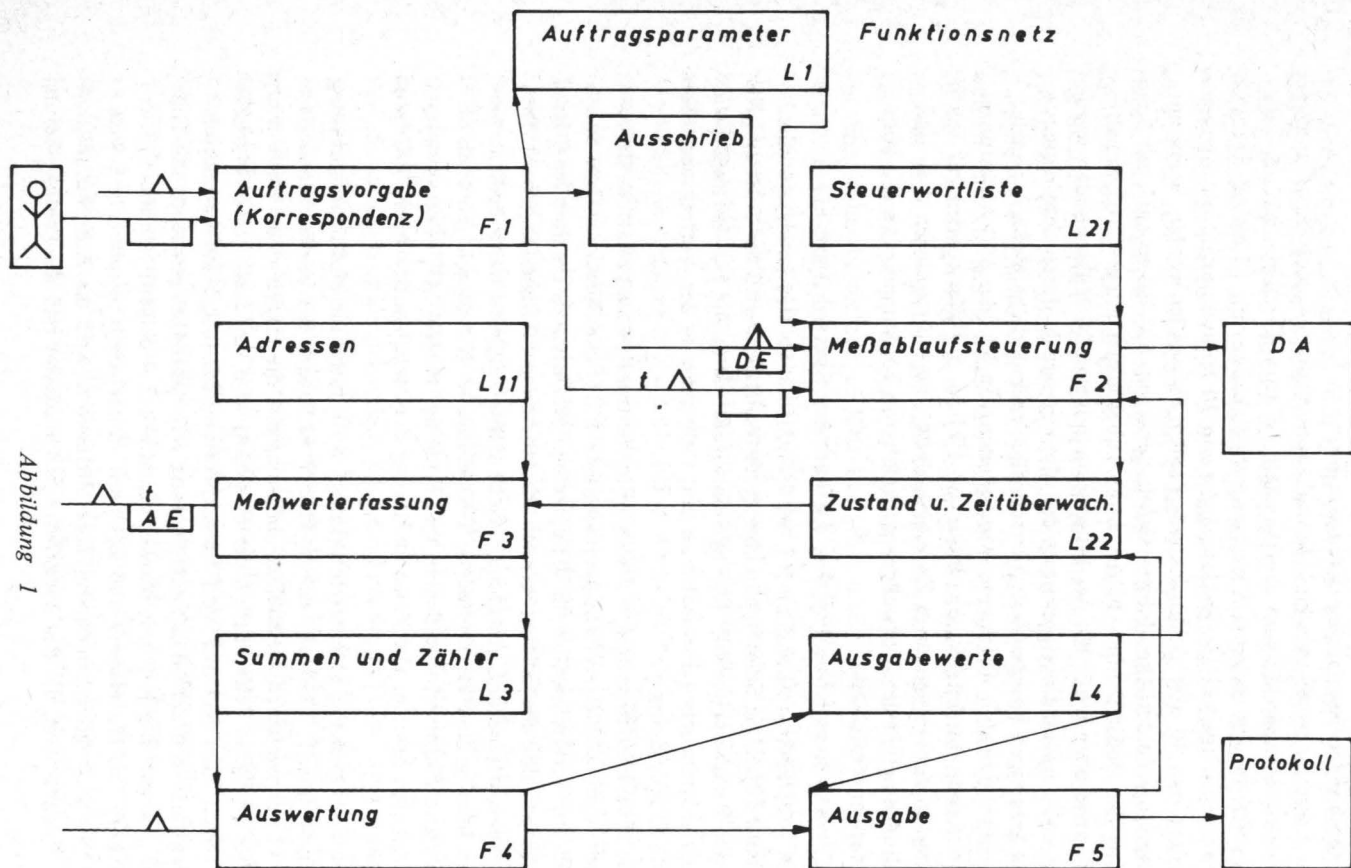 Auftragsparameter
L 1
Funktionsnetz
Ausschrieb
Auftragsvorgabe
(Korrespondenz)
F 1
Steuerwortliste
L 21
Adressen
L 11
DE
t
Meßablaufsteuerung
F 2
DA
t
AE
Meßwerterfassung
F 3
Zustand u. Zeitüberwach.
L 22
Summen und Zähler
L 3
Ausgabewerte
L 4
Auswertung
F 4
Ausgabe
F 5
Protokoll
Abbildung 1